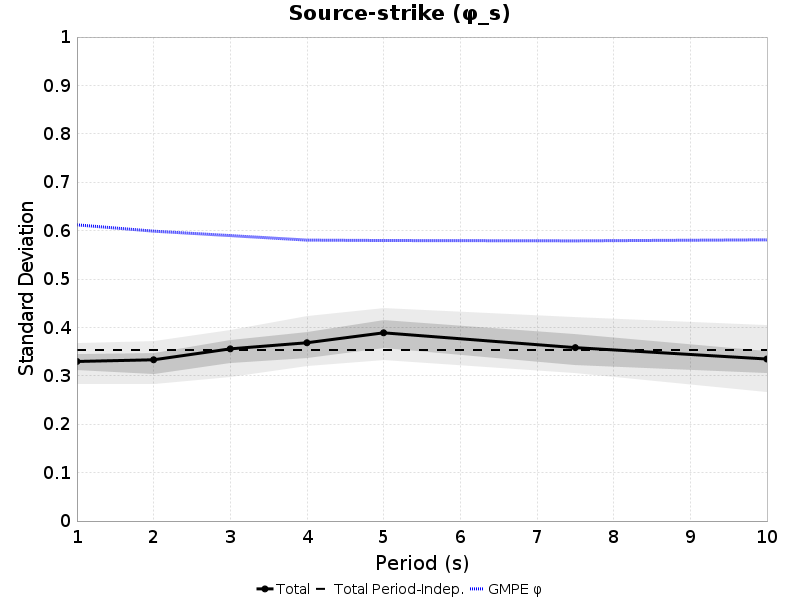 Source-strike (φ_s)
1
0.9
0.8
0.7
0.6
0.5
0.4
0.3
0.2
0.1
0
Standard Deviation
1 2 3 4 5 6 7 8 9 10
Period (s)
Total Total Period-Indep. GMPE φ